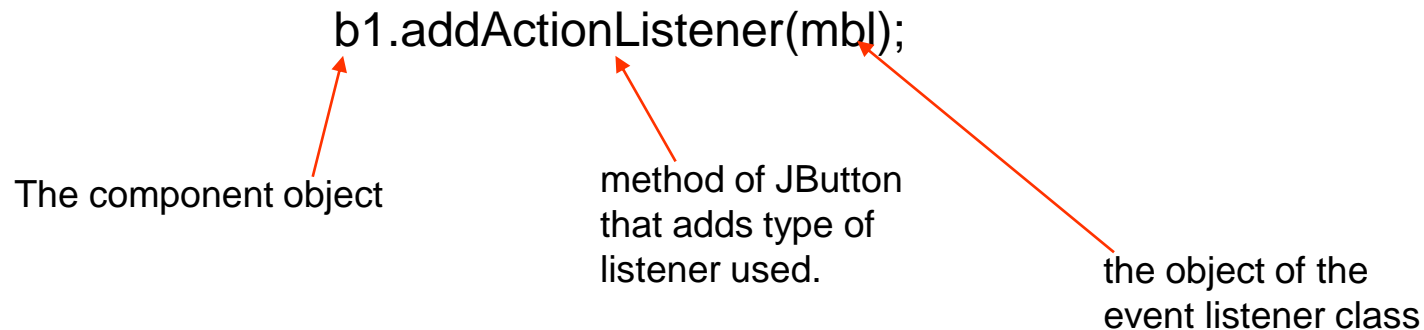 b1.addActionListener(mbl);
The component object
method of JButton
that adds type of
listener used.
the object of the
event listener class